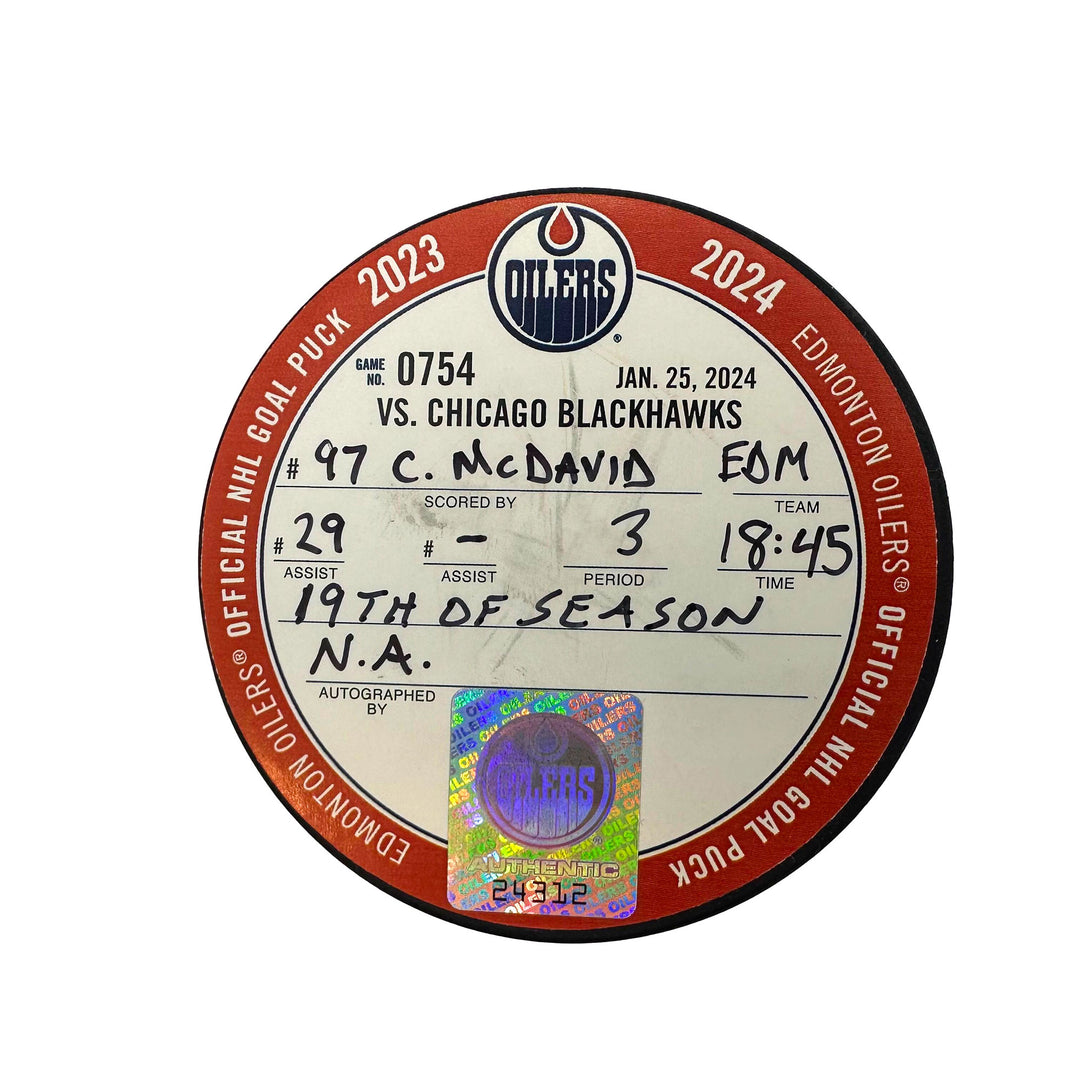 2023 2024
OILERS®
EDMONTON OILERS® OFFICIAL NHL GOAL PUCK
EDMONTON OILERS® OFFICIAL NHL GOAL PUCK
GAME NO. 0754 JAN. 25, 2024
VS. CHICAGO BLACKHAWKS
# 97 C. McDAVID EDM
SCORED BY TEAM
# 29 # - 3 18:45
ASSIST ASSIST PERIOD TIME
19TH OF SEASON
N.A.
AUTOGRAPHED
BY
OILERS
AUTHENTIC
24312